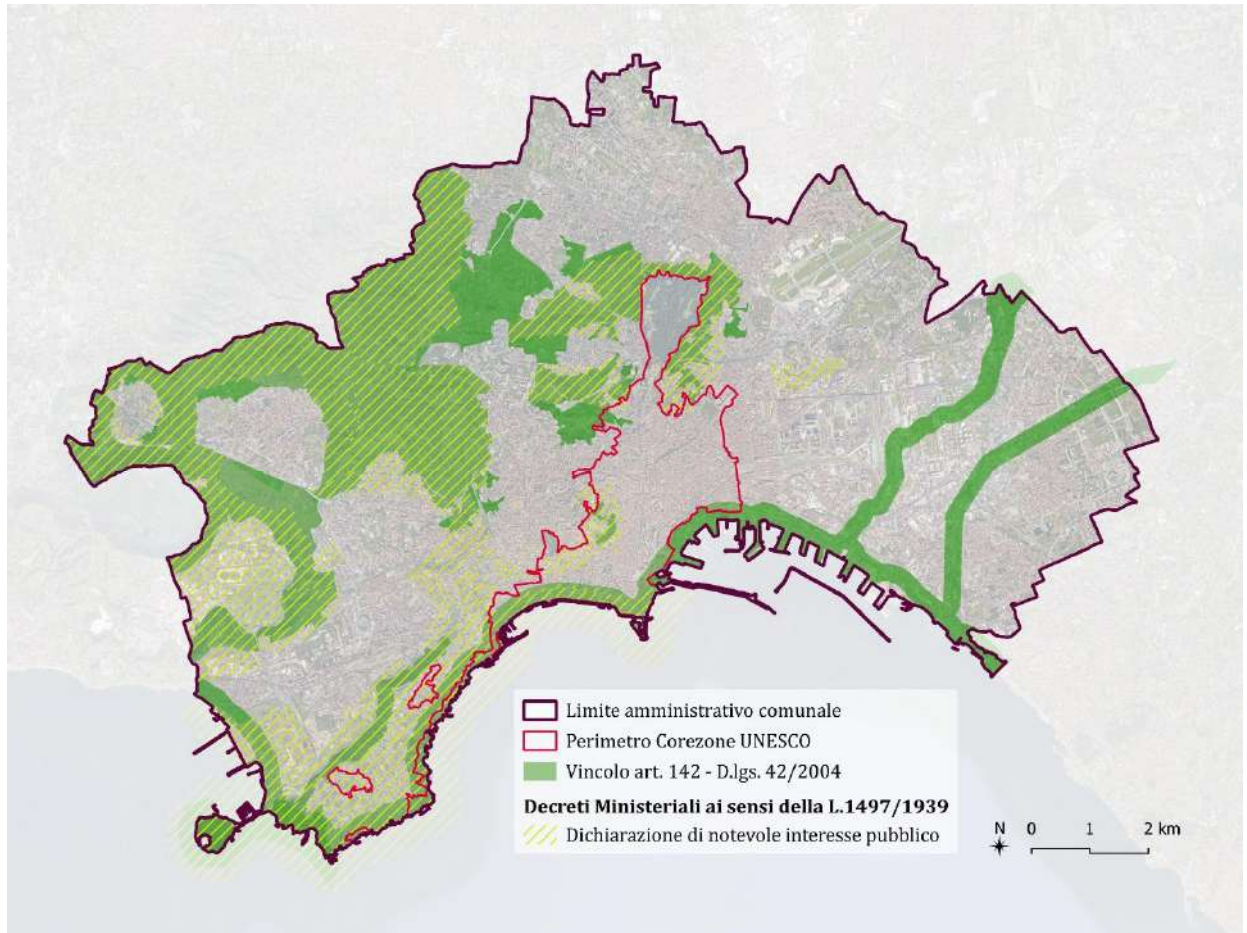 Limite amministrativo comunale
Perimetro Corezone UNESCO
Vincolo art. 142 - D.lgs. 42/2004
Decreti Ministeriali ai sensi della L.1497/1939
Dichiarazione di notevole interesse pubblico
N 0 1 2 km